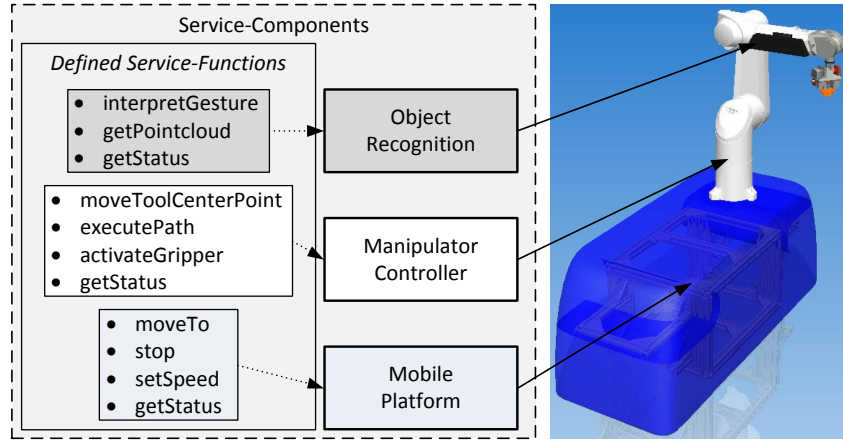 Service-Components
Defined Service-Functions
• interpretGesture
• getPointcloud
• getStatus
Object
Recognition
• moveToolCenterPoint
• executePath
• activateGripper
• getStatus
Manipulator
Controller
• moveTo
• stop
• setSpeed
• getStatus
Mobile
Platform